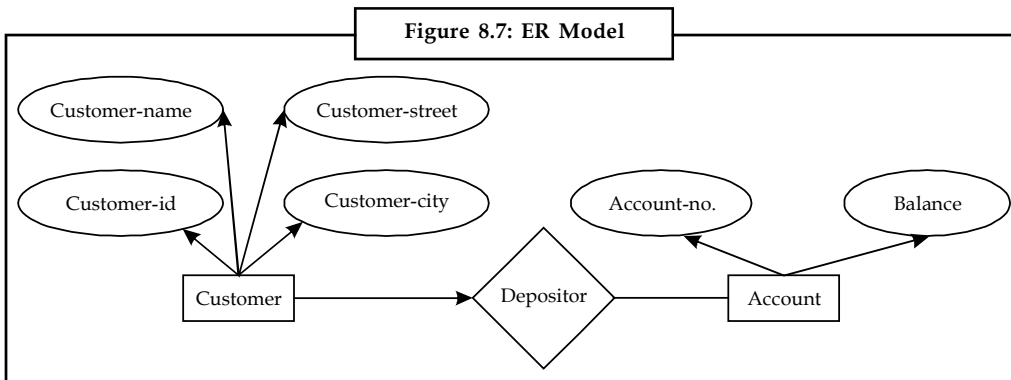 Figure 8.7: ER Model
Customer-name
Customer-street
Customer-id
Customer-city
Account-no.
Balance
Customer
Depositor
Account